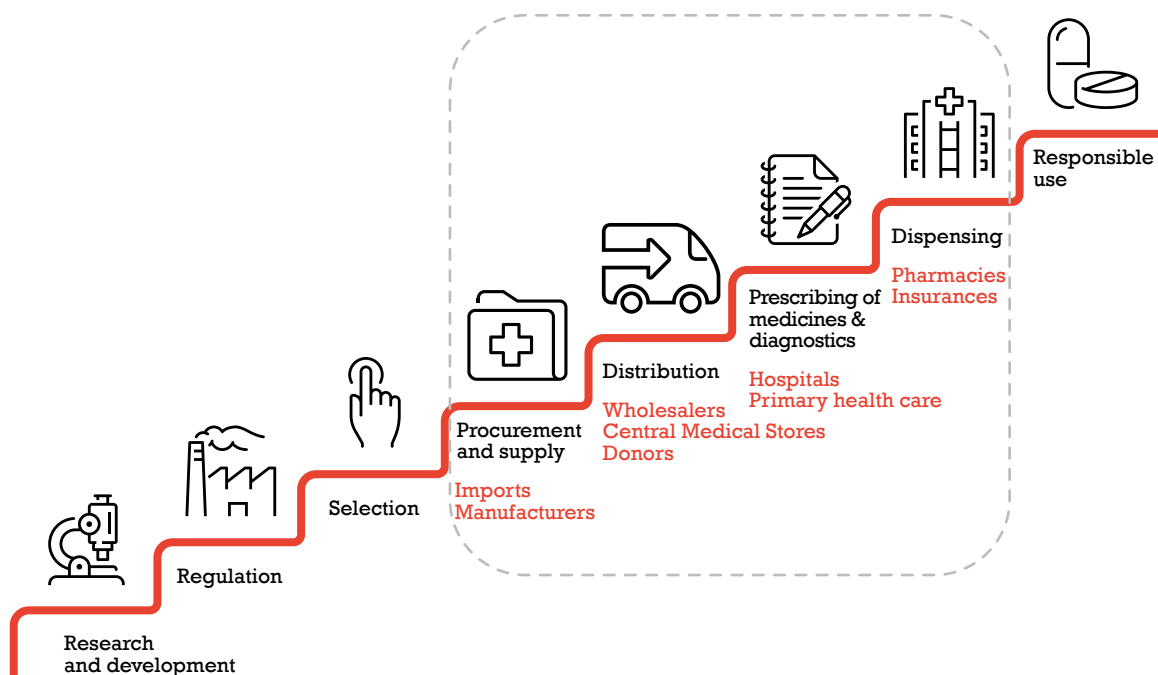 Research
and development
Regulation
Selection
Procurement
and supply
Imports
Manufacturers
Distribution
Wholesalers
Central Medical Stores
Donors
Prescribing of
medicines &
diagnostics
Hospitals
Primary health care
Dispensing
Pharmacies
Insurances
Responsible
use